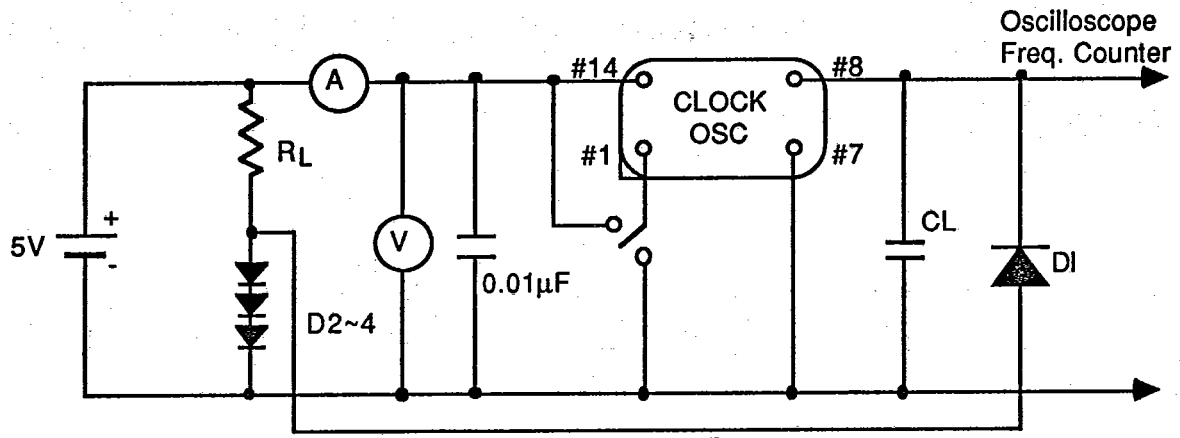 Oscilloscope
Freq. Counter
A
#14
#8
CLOCK
OSC
RL
#1
#7
5V
+
-
V
0.01µF
CL
DI
D2~4